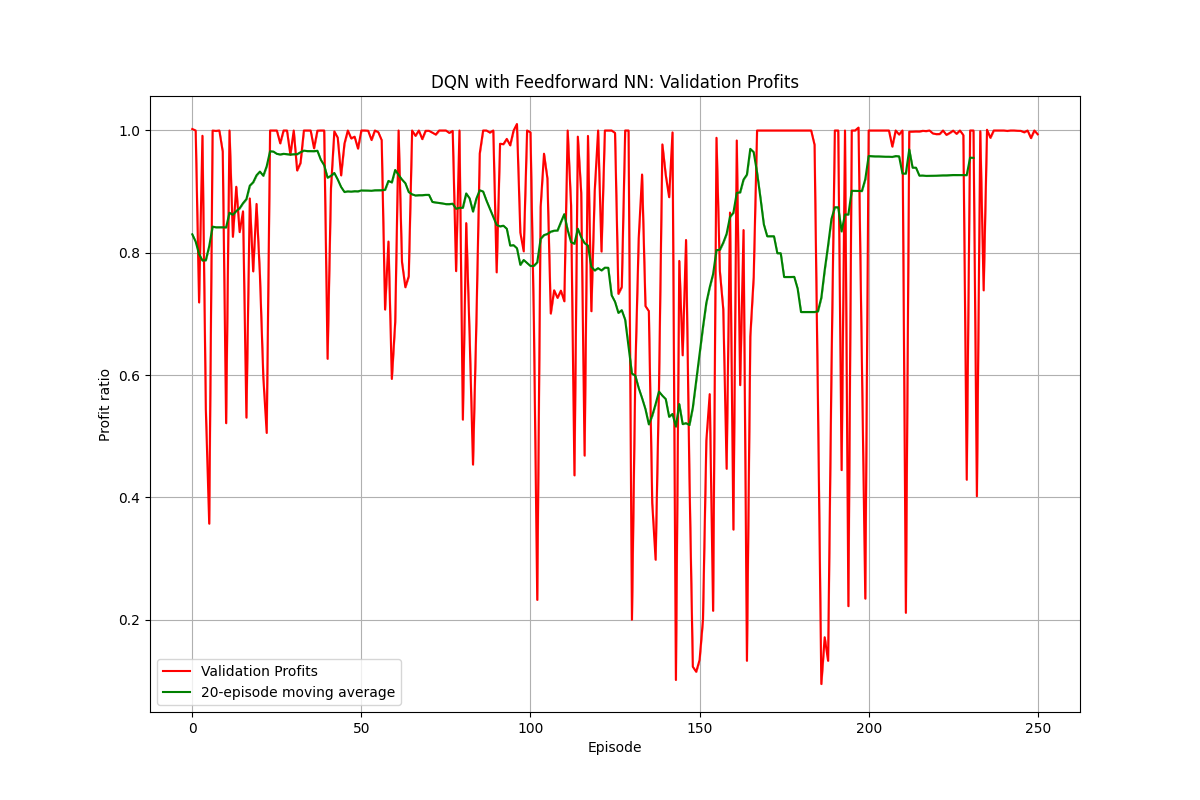 DQN with Feedforward NN: Validation Profits
1.0
0.8
0.6
0.4
0.2
Profit ratio
Validation Profits
20-episode moving average
0 50 100 150 200 250
Episode